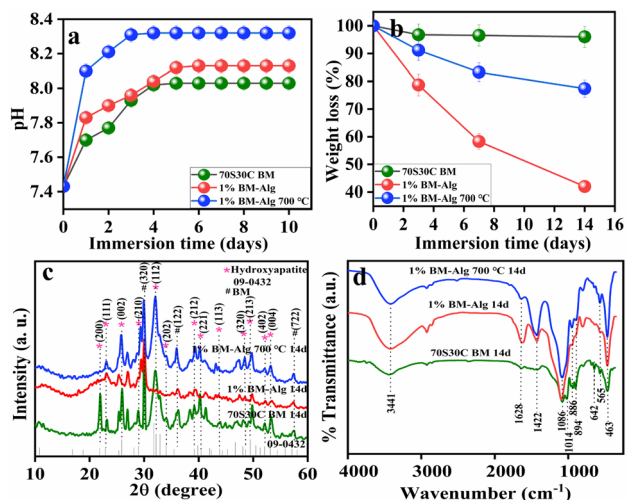 a
8.4
8.2
8.0
7.8
7.6
7.4
pH
0
2
4
6
8
10
Immersion time (days)
70S30C BM
1% BM-Alg
1% BM-Alg 700 °C
b
100
90
80
70
60
50
40
Weight loss (%)
0
3
6
9
12
15
Immersion time (days)
70S30C BM
1% BM-Alg
1% BM-Alg 700 °C
c
*Hydroxyapatite
09-0432
#BM
*(200)
*(111)
*(002)
*(210)
#(320)
*(112)
*(202)
#(122)
*(212)
*(221)
*(113)
#(320)
*(213)
*(402)
*(004)
*(722)
1% BM-Alg 700 °C 14d
1% BM-Alg 14d
70S30C BM 14d
09-0432
Intensity (a. u.)
10
20
30
40
50
60
2θ (degree)
d
1% BM-Alg 700 °C 14d
1% BM-Alg 14d
70S30C BM 14d
3441
1628
1422
1086
1014
886
894
642
565
463
% Transmittance (a.u.)
4000
3000
2000
1000
Wavenumber (cm⁻¹)